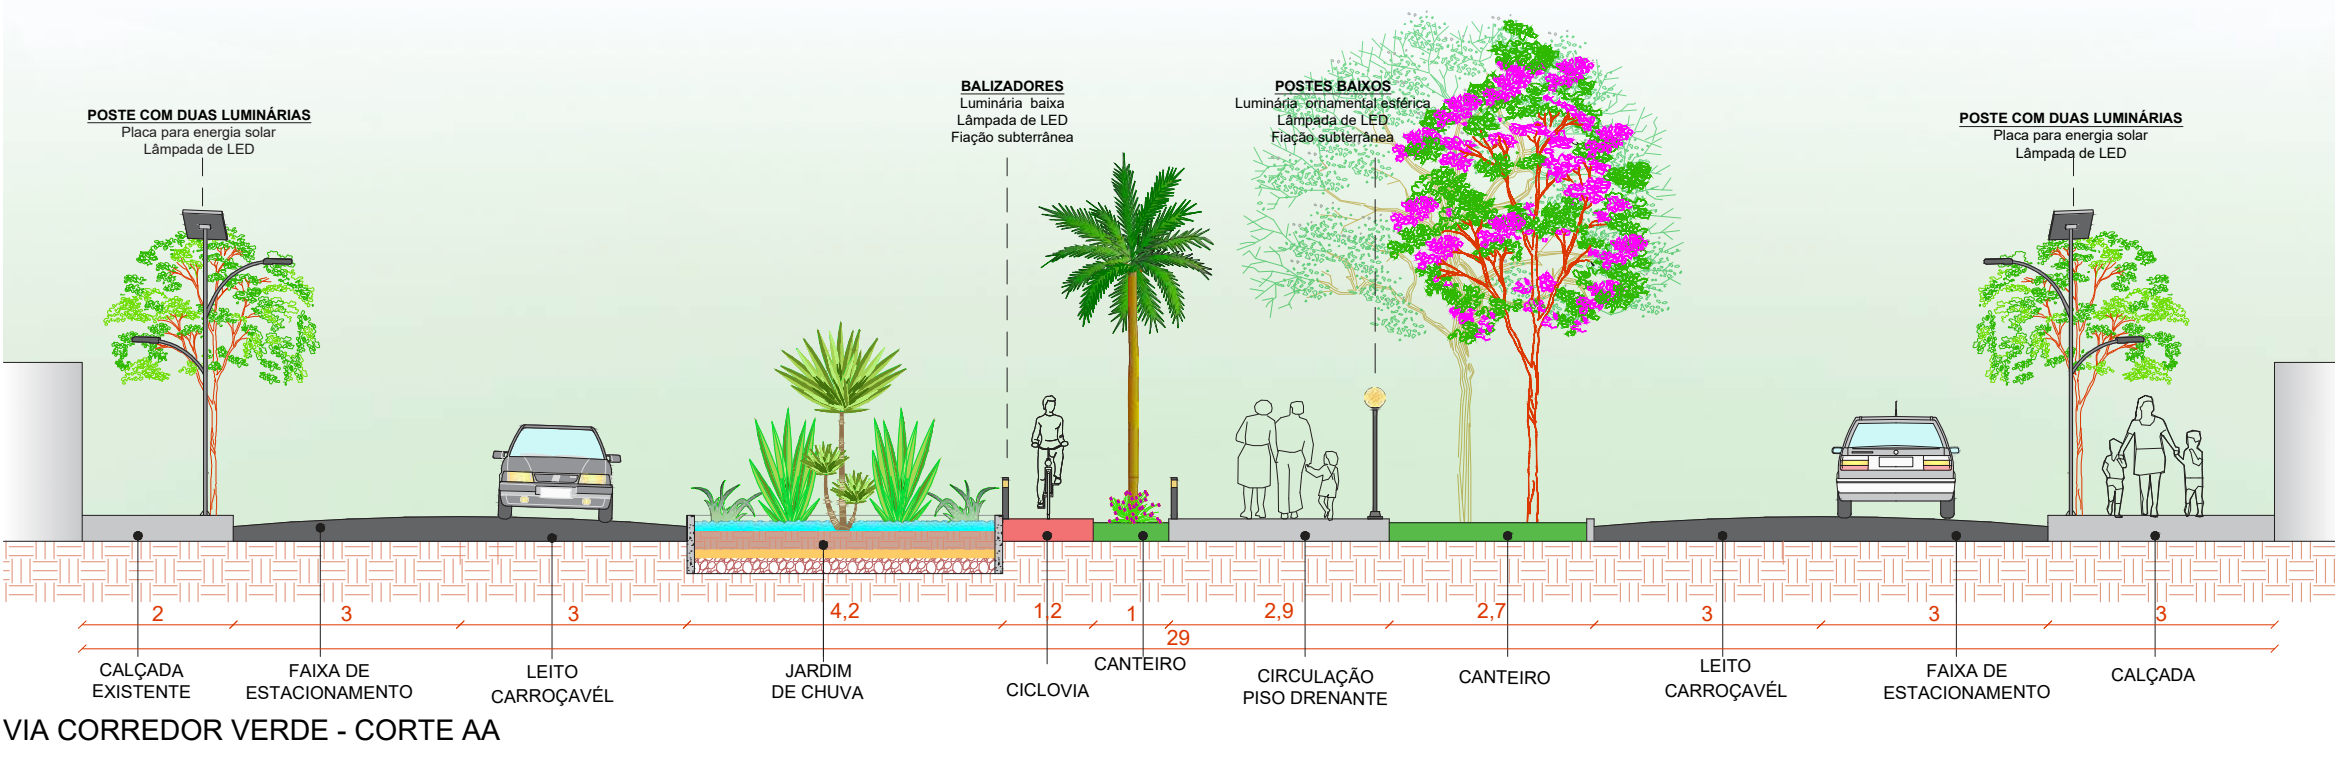 POSTE COM DUAS LUMINÁRIAS
Placa para energia solar
Lâmpada de LED
BALIZADORES
Luminária baixa
Lâmpada de LED
Fiação subterrânea
POSTES BAIXOS
Luminária ornamental esférica
Lâmpada de LED
Fiação subterrânea
POSTE COM DUAS LUMINÁRIAS
Placa para energia solar
Lâmpada de LED
2
3
3
4,2
1,2
1
2,9
2,7
3
3
3
29
CALÇADA
EXISTENTE
FAIXA DE
ESTACIONAMENTO
LEITO
CARROÇAVÉL
JARDIM
DE CHUVA
CICLOVIA
CANTEIRO
CIRCULAÇÃO
PISO DRENANTE
CANTEIRO
LEITO
CARROÇAVÉL
FAIXA DE
ESTACIONAMENTO
CALÇADA
VIA CORREDOR VERDE - CORTE AA